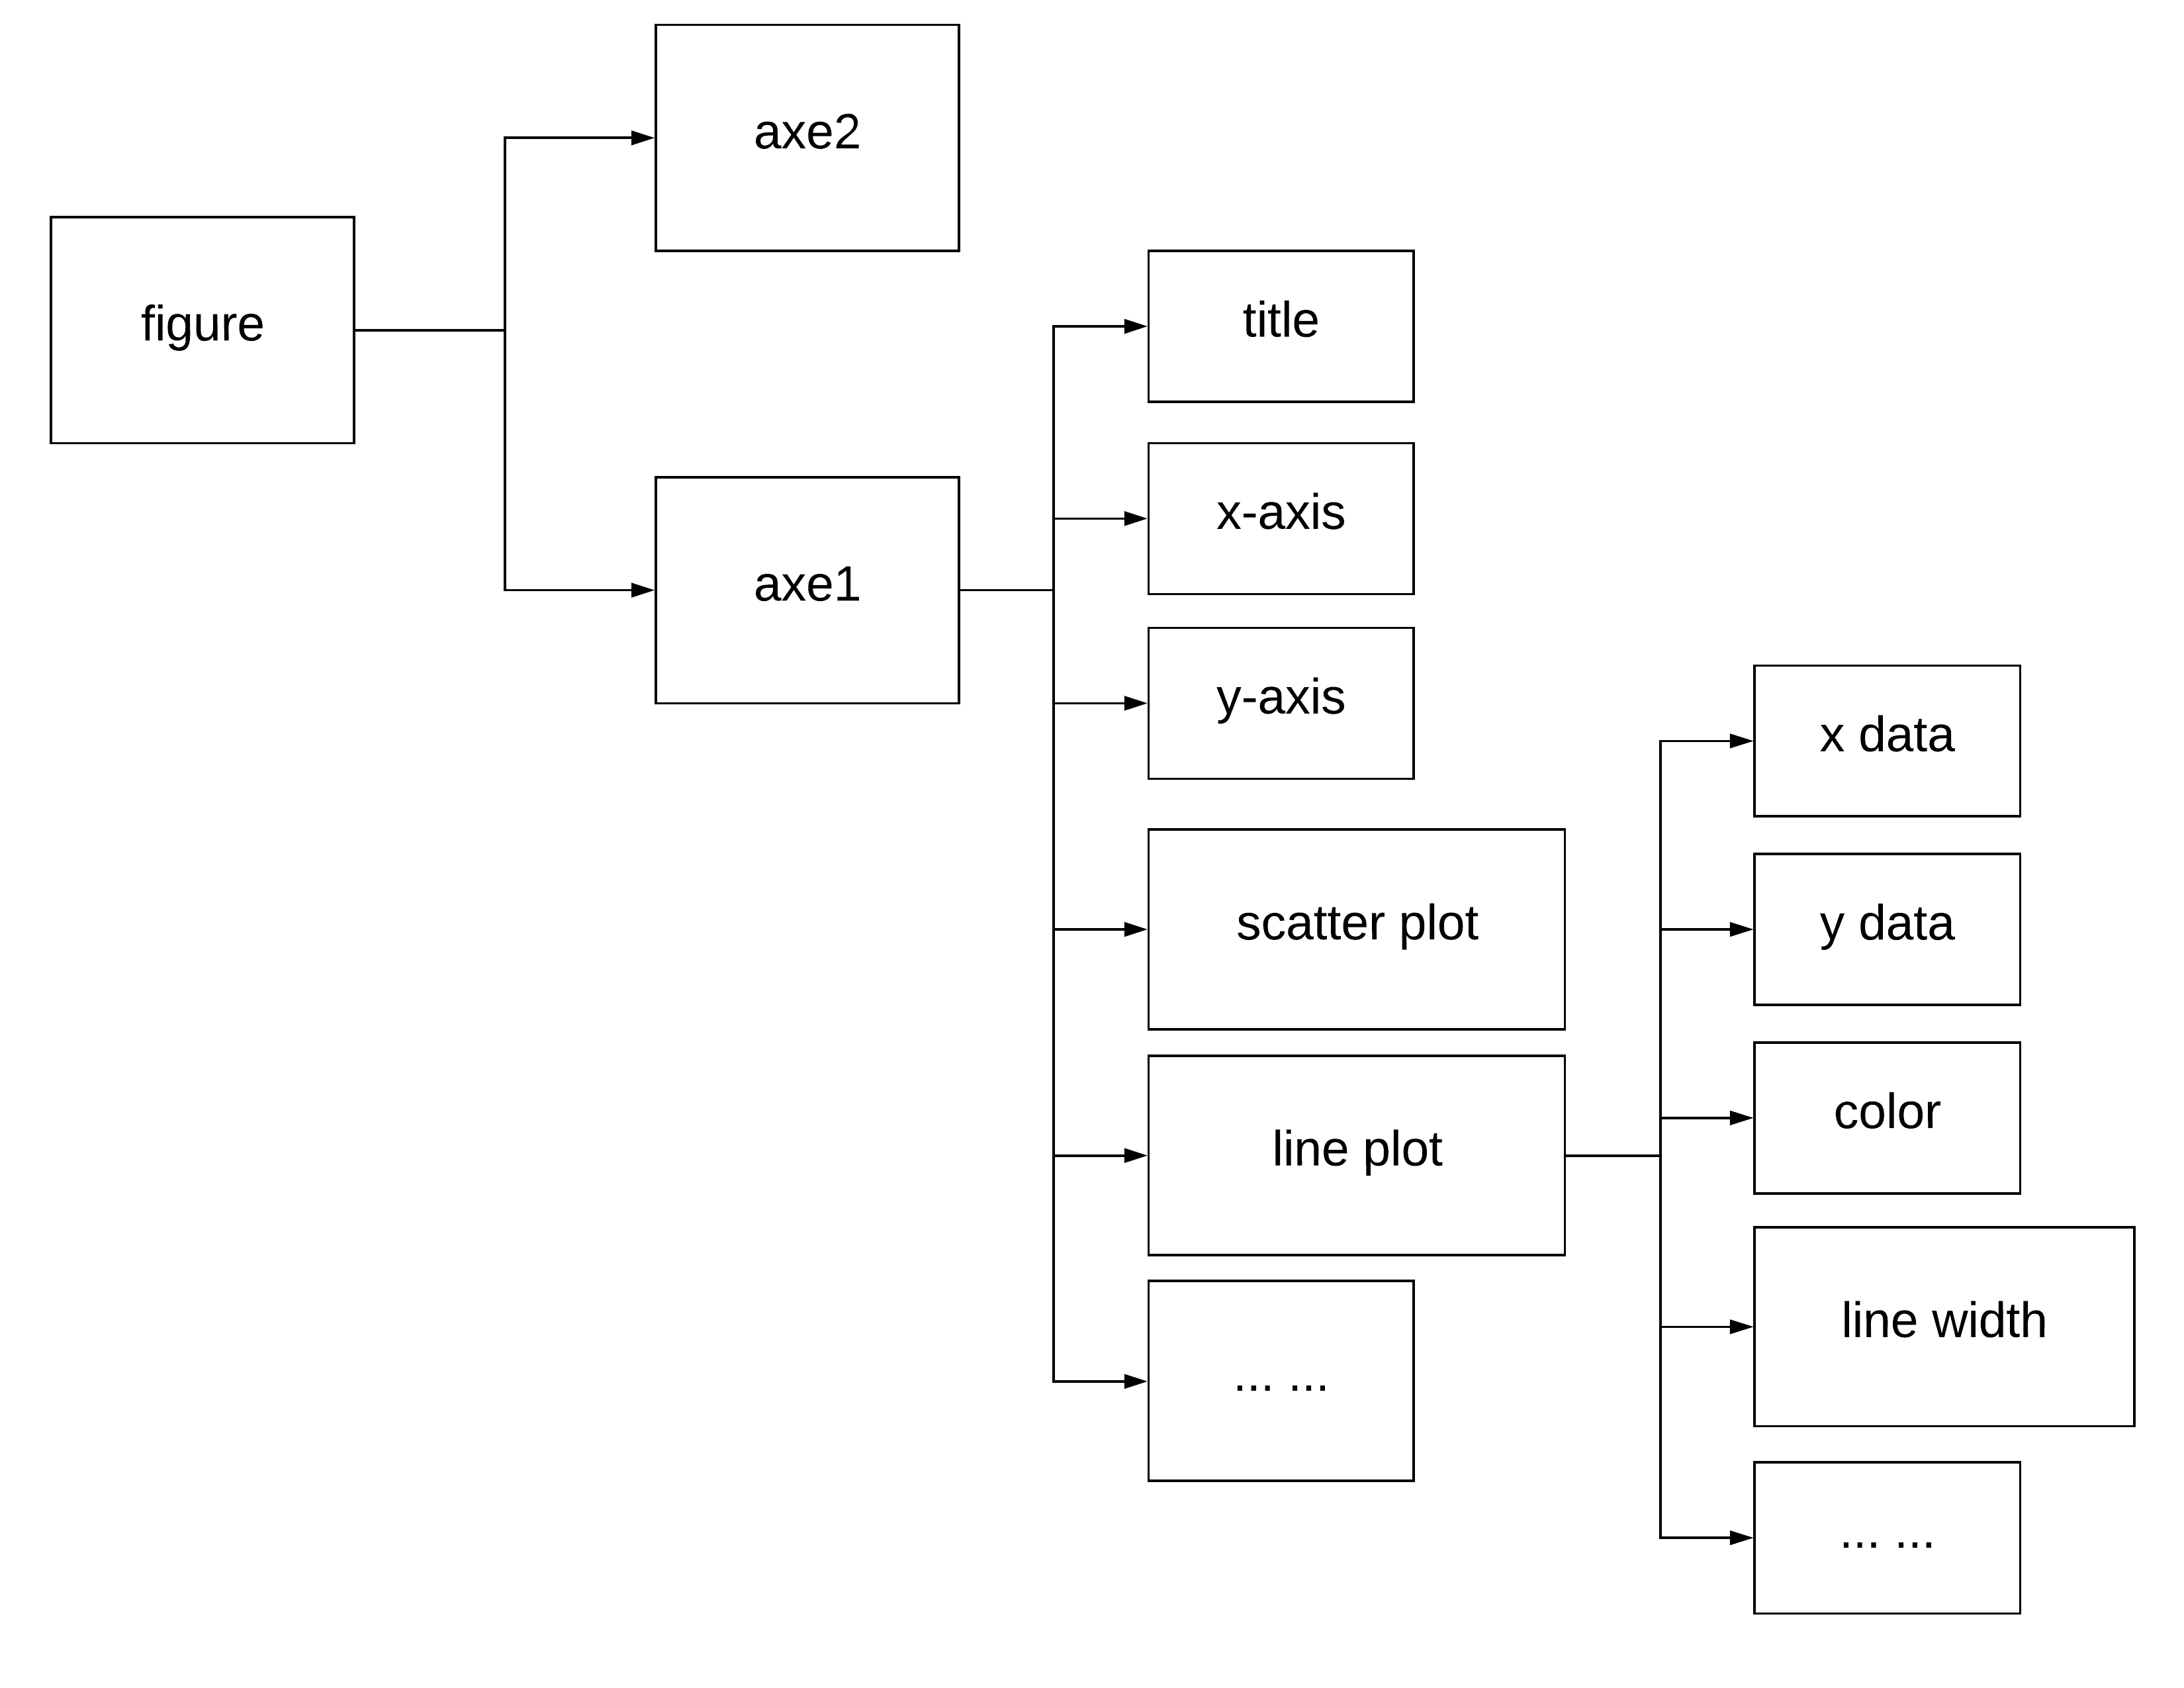 figure
axe2
axe1
title
x-axis
y-axis
scatter plot
line plot
... ...
x data
y data
color
line width
... ...